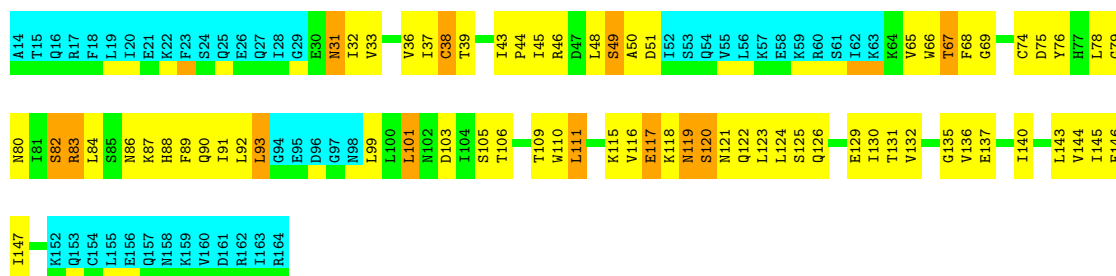 A14 T15 Q16 R17 F18 L19 I20 E21 K22 F23 S24 Q25 E26 Q27 I28 G29 E30 N31 I32 V33 V36 I37 C38 T39 I43 P44 I45 R46 D47 L48 S49 A50 D51 I52 S53 Q54 V55 L56 K57 E58 K59 R60 S61 I62 K63 K64 V65 W66 T67 F68 G69 C74 D75 Y76 H77 L78
N80 I81 S82 R83 L84 S85 N86 K87 H88 F89 Q90 I91 L92 L93 G94 E95 D96 G97 N98 L99 L100 L101 N102 D103 I104 S105 T106 T109 W110 L111 K115 V116 E117 K118 N119 S120 N121 Q122 L123 L124 S125 Q126 E129 I130 T131 V132 G135 V136 E137 I140 L143 V144 I145
I147 K152 Q153 C154 L155 E156 Q157 N158 K159 V160 D161 R162 I163 R164